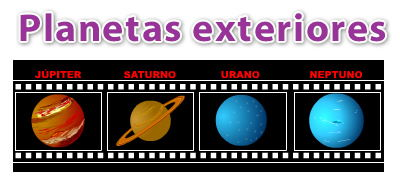 Planetas exteriores
JÚPITER SATURNO URANO NEPTUNO